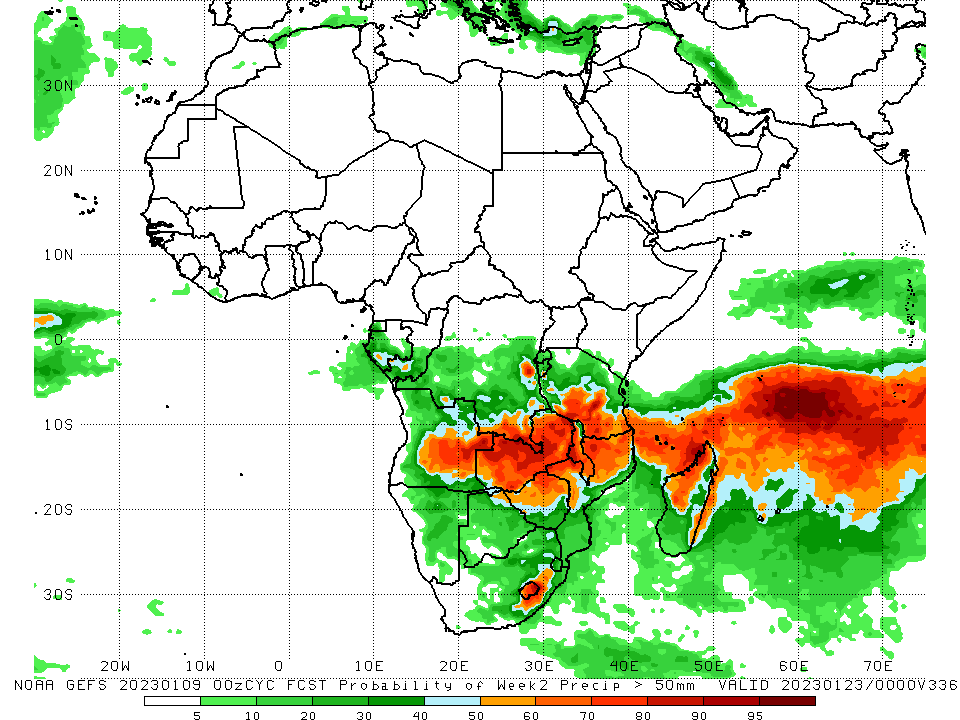 30N
20N
10N
0
10S
20S
30S
20W 10W 0 10E 20E 30E 40E 50E 60E 70E
NOAA GEFS 20230109 00zCYC FCST Probability of Week2 Precip > 50mm VALID 20230123/0000V336
5 10 20 30 40 50 60 70 80 90 95